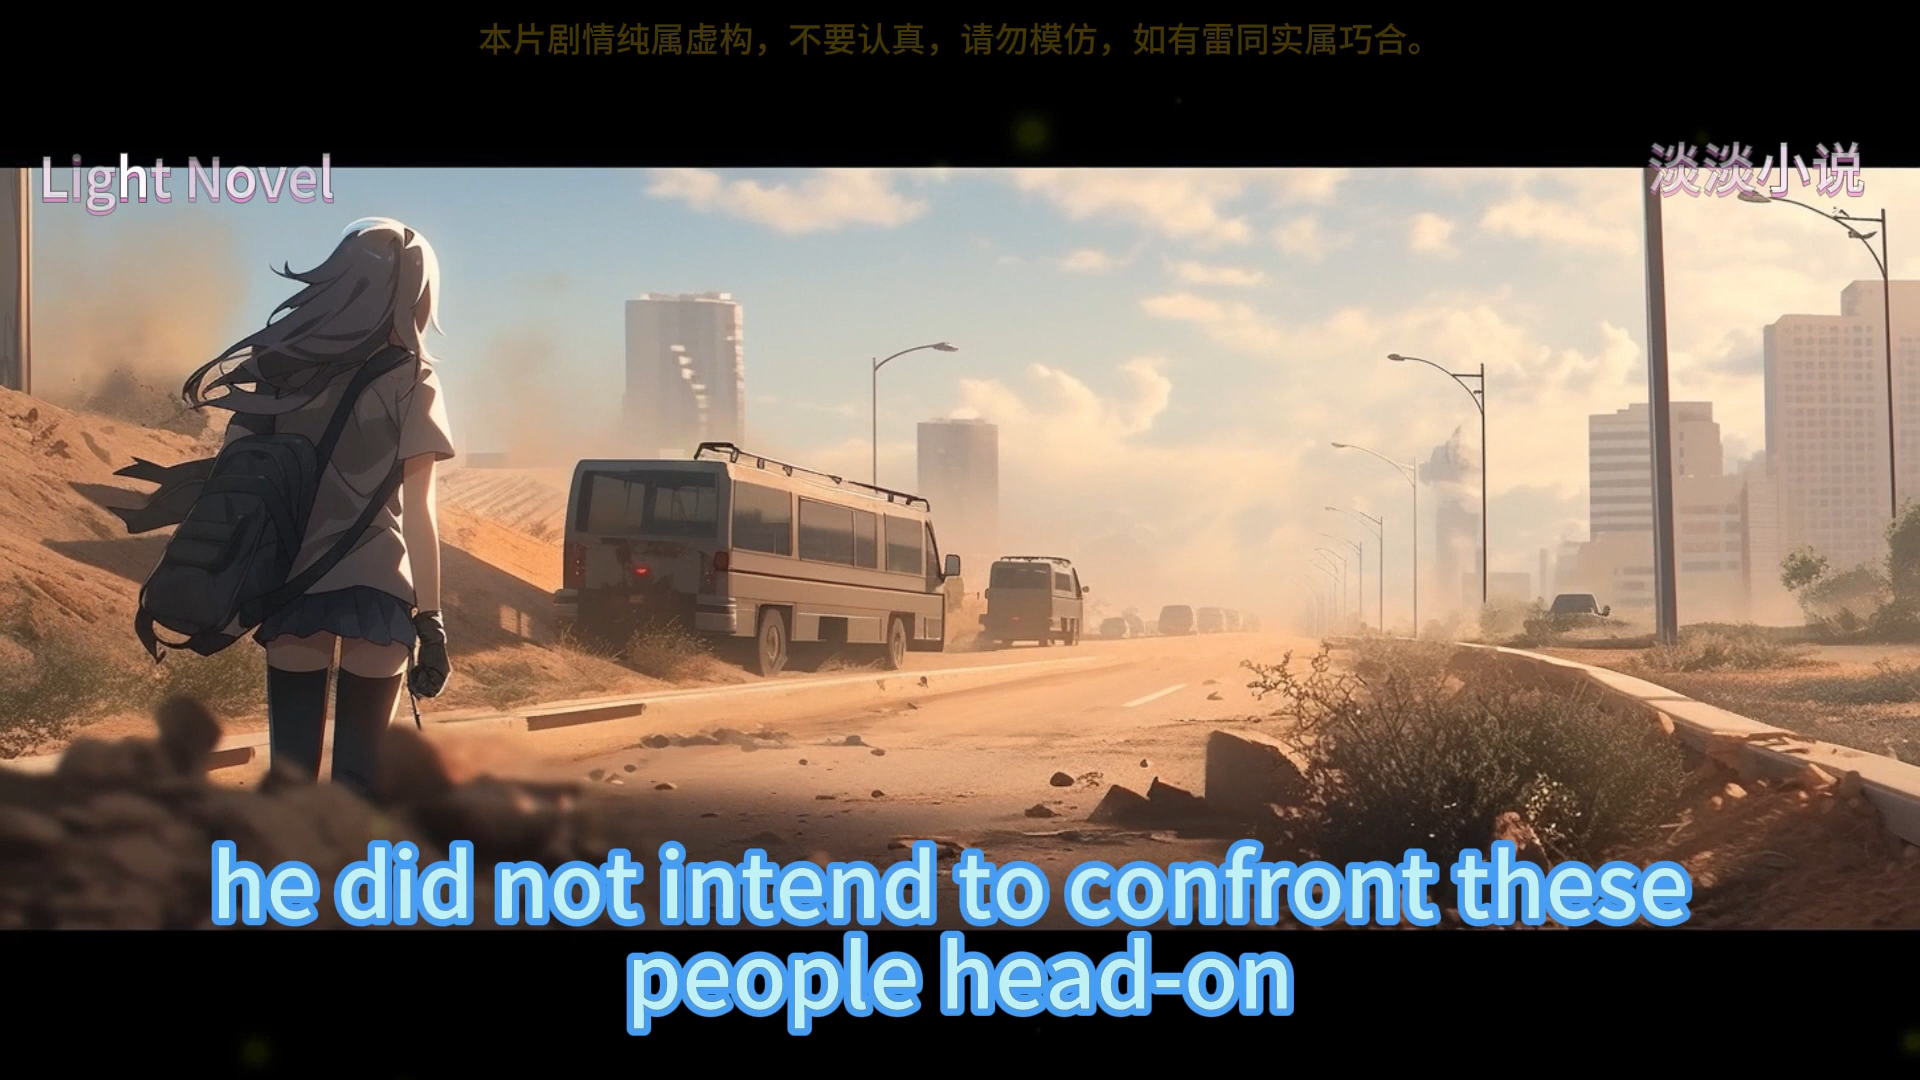 本片剧情纯属虚构，不要认真，请勿模仿，如有雷同实属巧合。
Light Novel
淡淡小说
he did not intend to confront these
people head-on